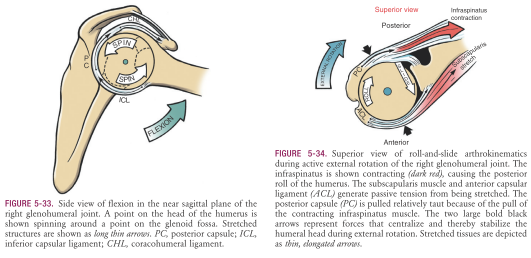 CHL
SPIN
P
C
SPIN
ICL
FLEXION
FIGURE 5-33. Side view of flexion in the near sagittal plane of the
right glenohumeral joint. A point on the head of the humerus is
shown spinning around a point on the glenoid fossa. Stretched
structures are shown as long thin arrows. PC, posterior capsule; ICL,
inferior capsular ligament; CHL, coracohumeral ligament.
Superior view
Posterior
Infraspinatus
contraction
EXTERNAL ROTATION
PC
ROLL
ACL
Subscapularis
stretch
Anterior
FIGURE 5-34. Superior view of roll-and-slide arthrokinematics
during active external rotation of the right glenohumeral joint. The
infraspinatus is shown contracting (dark red), causing the posterior
roll of the humerus. The subscapularis muscle and anterior capsular
ligament (ACL) generate passive tension from being stretched. The
posterior capsule (PC) is pulled relatively taut because of the pull of
the contracting infraspinatus muscle. The two large bold black
arrows represent forces that centralize and thereby stabilize the
humeral head during external rotation. Stretched tissues are depicted
as thin, elongated arrows.